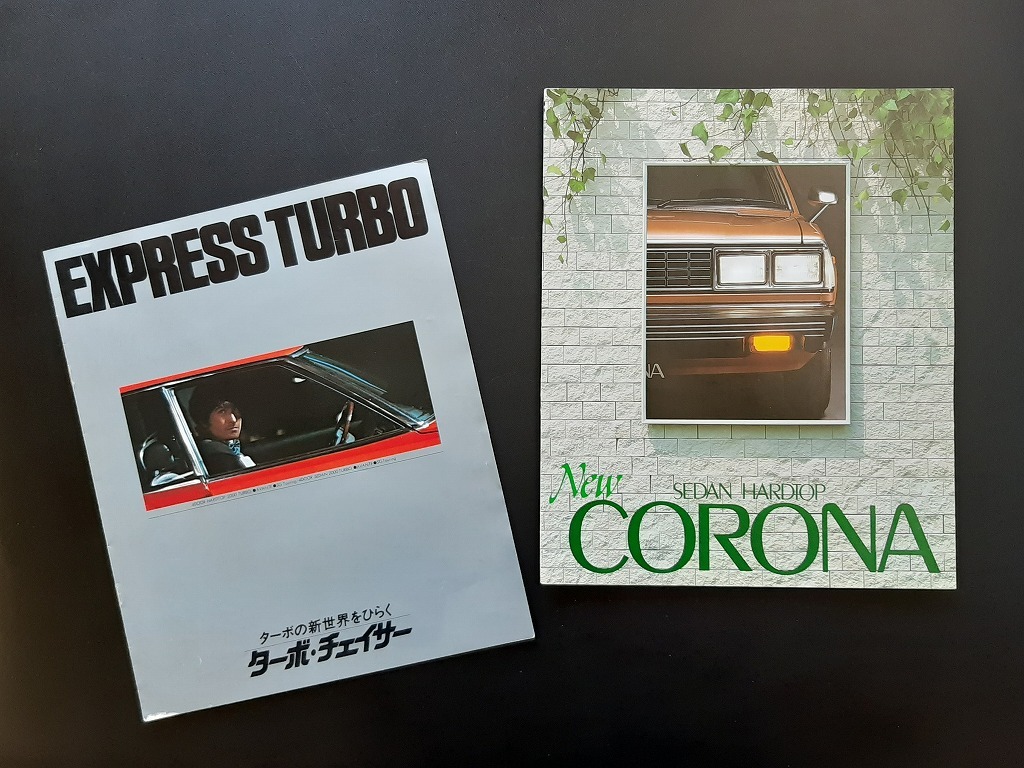 EXPRESS TURBO
ターボの新世界をひらく
ターボ・チェイサー
New
SEDAN HARDTOP
CORONA
NA